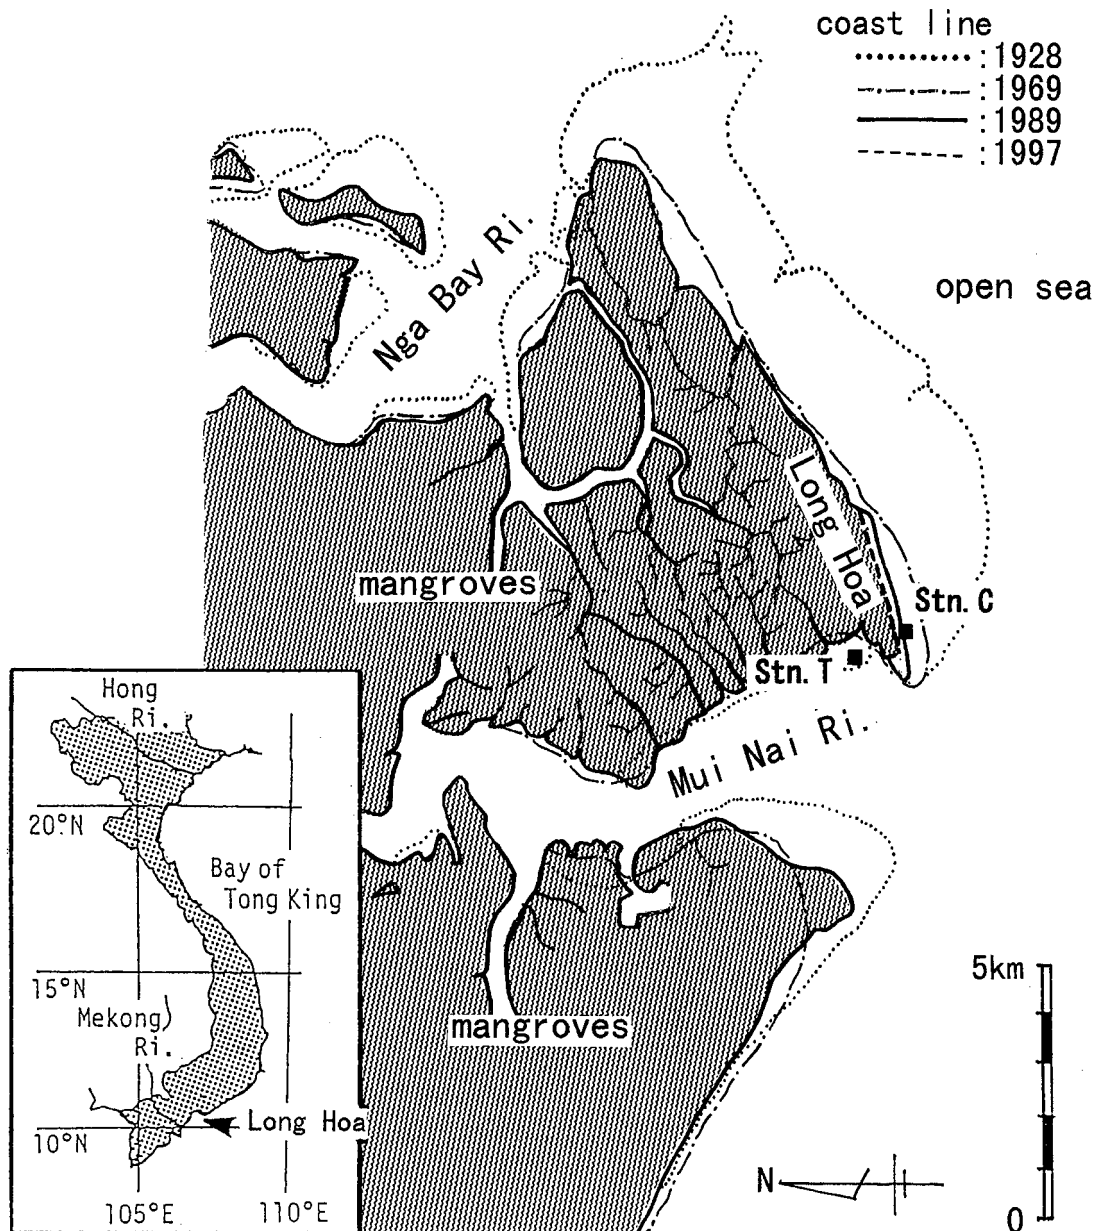 coast line
:1928
:1969
:1989
:1997
Nga Bay Ri.
open sea
Long Hoa
mangroves
Stn. C
Stn. T
Mui Nai Ri.
Hong
Ri.
20°N
Bay of
Tong King
15°N
Mekong
Ri.
Long Hoa
10°N
105°E
110°E
mangroves
5km
0
N